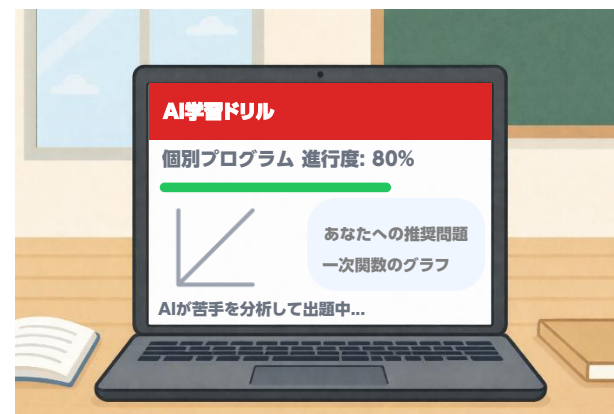 AI学習ドリル
個別プログラム 進行度: 80%
あなたへの推奨問題
一次関数のグラフ
AIが苦手を分析して出題中...